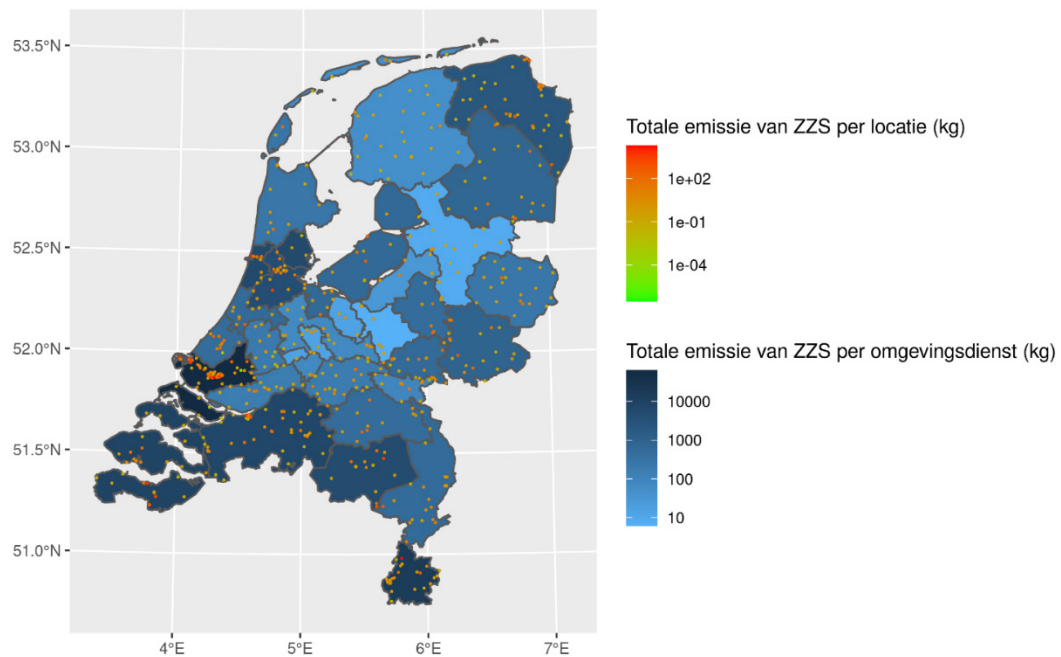 53.5°N
53.0°N
52.5°N
52.0°N
51.5°N
51.0°N
4°E
5°E
6°E
7°E
Totale emissie van ZZS per locatie (kg)
1e+02
1e-01
1e-04
Totale emissie van ZZS per omgevingsdienst (kg)
10000
1000
100
10